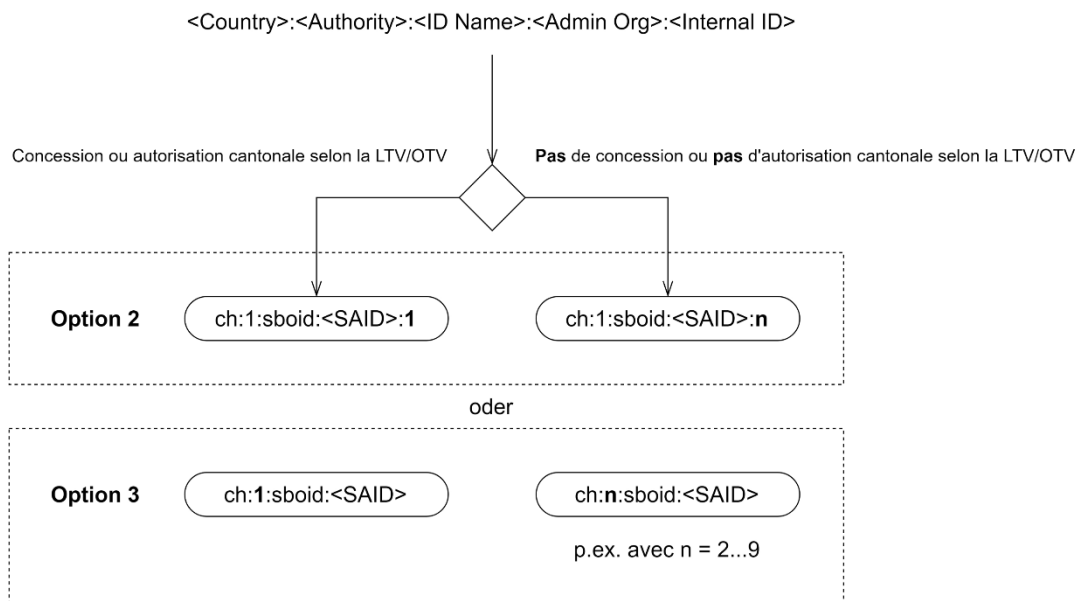 <Country>:<Authority>:<ID Name>:<Admin Org>:<Internal ID>
Concession ou autorisation cantonale selon la LTV/OTV
Pas de concession ou pas d'autorisation cantonale selon la LTV/OTV
Option 2
ch:1:sboid:<SAID>:1
ch:1:sboid:<SAID>:n
oder
Option 3
ch:1:sboid:<SAID>
ch:n:sboid:<SAID>
p.ex. avec n = 2...9